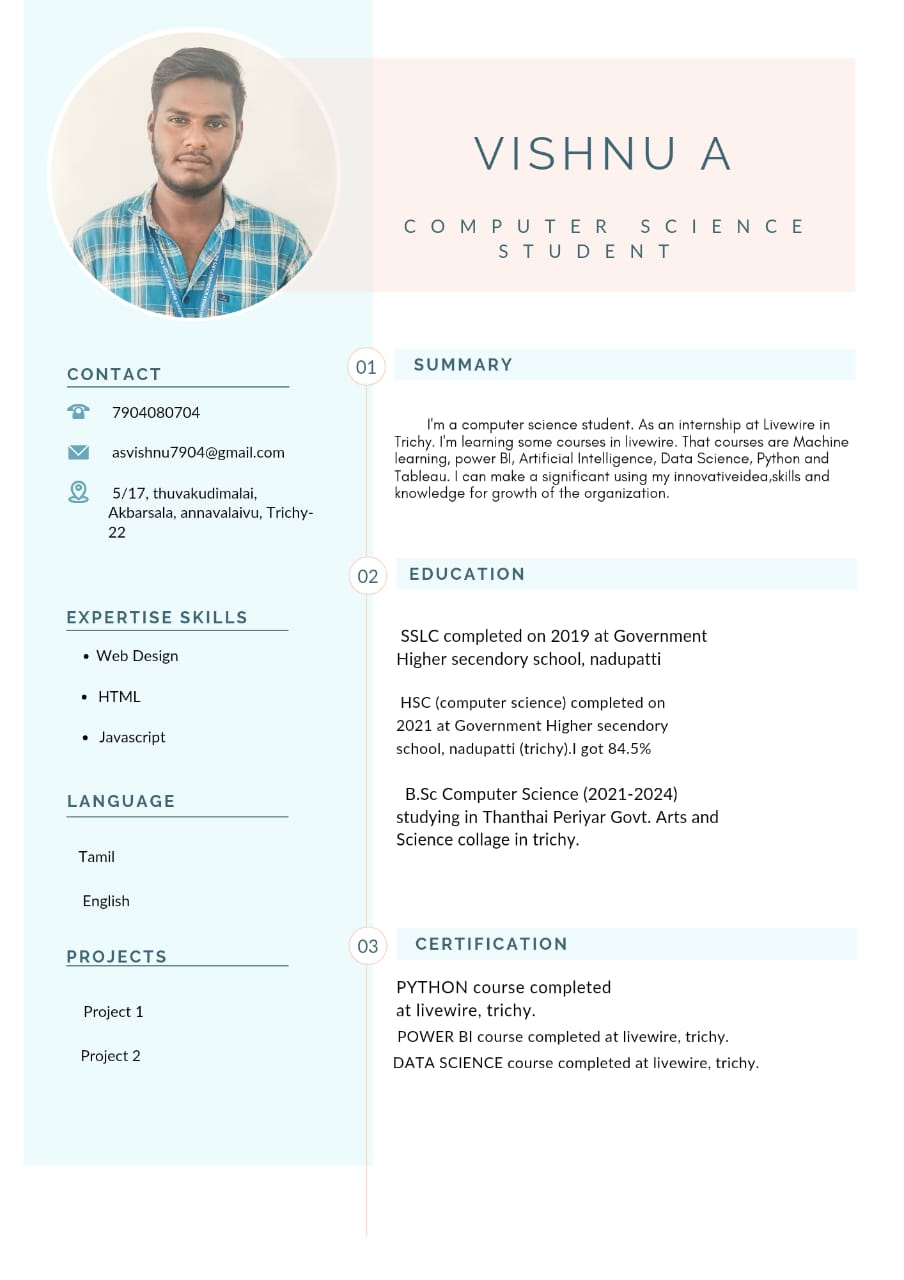 VISHNU A
COMPUTER SCIENCE
STUDENT
CONTACT
7904080704
asvishnu7904@gmail.com
5/17, thuvakudimalai,
Akbarsala, annavalaivu, Trichy-
22
EXPERTISE SKILLS
• Web Design
• HTML
• Javascript
LANGUAGE
Tamil
English
PROJECTS
Project 1
Project 2
01 SUMMARY
I'm a computer science student. As an internship at Livewire in
Trichy. I'm learning some courses in livewire. That courses are Machine
learning, power BI, Artificial Intelligence, Data Science, Python and
Tableau. I can make a significant using my innovativeidea,skills and
knowledge for growth of the organization.
02 EDUCATION
SSLC completed on 2019 at Government
Higher secendory school, nadupatti
HSC (computer science) completed on
2021 at Government Higher secendory
school, nadupatti (trichy).I got 84.5%
B.Sc Computer Science (2021-2024)
studying in Thanthai Periyar Govt. Arts and
Science collage in trichy.
03 CERTIFICATION
PYTHON course completed
at livewire, trichy.
POWER BI course completed at livewire, trichy.
DATA SCIENCE course completed at livewire, trichy.